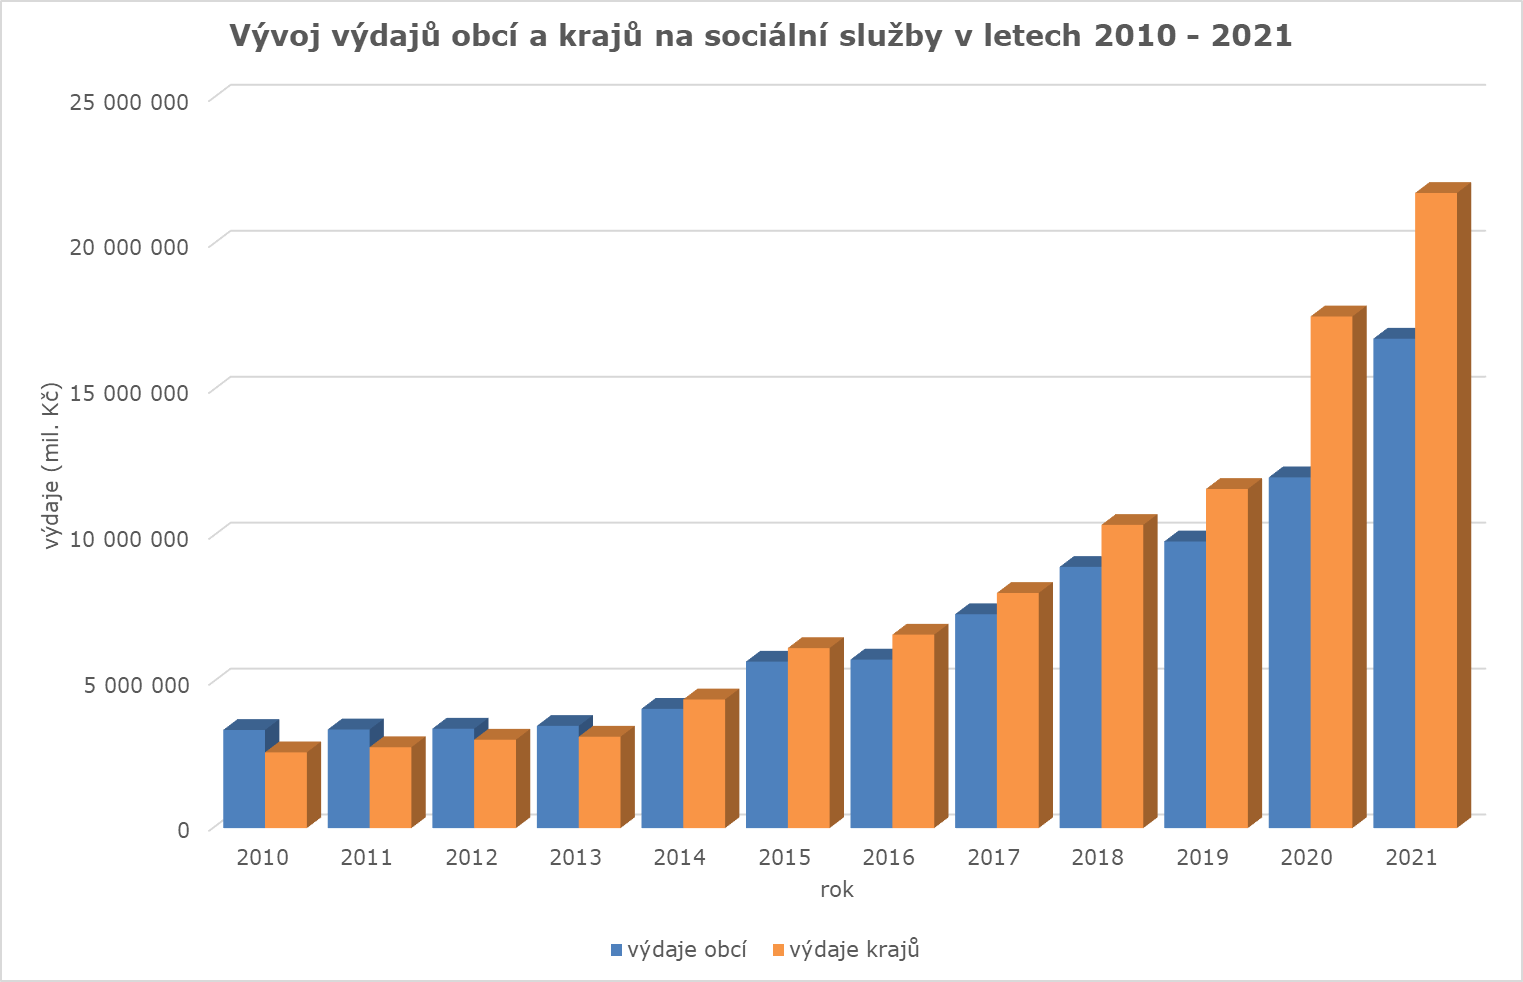 Vývoj výdajů obcí a krajů na sociální služby v letech 2010 - 2021
25 000 000
20 000 000
15 000 000
10 000 000
5 000 000
0
výdaje (mil. Kč)
2010 2011 2012 2013 2014 2015 2016 2017 2018 2019 2020 2021
rok
výdaje obcí výdaje krajů